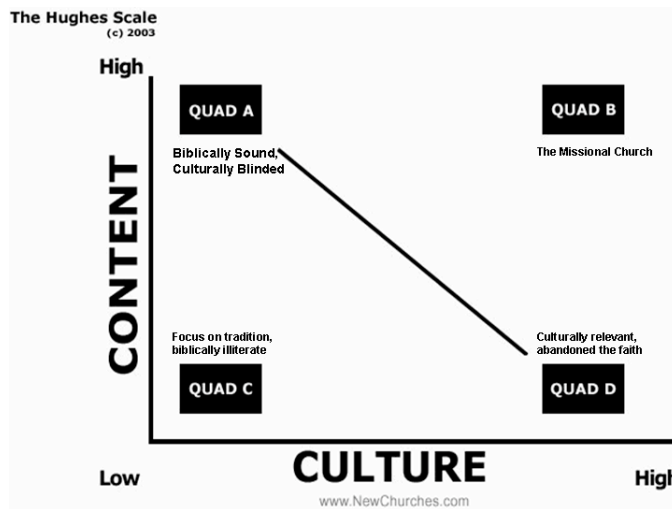 The Hughes Scale
(c) 2003
High
QUAD A
QUAD B
Biblically Sound,
Culturally Blinded
The Missional Church
CONTENT
Focus on tradition,
biblically illiterate
Culturally relevant,
abandoned the faith
QUAD C
QUAD D
Low
CULTURE
High
www.NewChurches.com